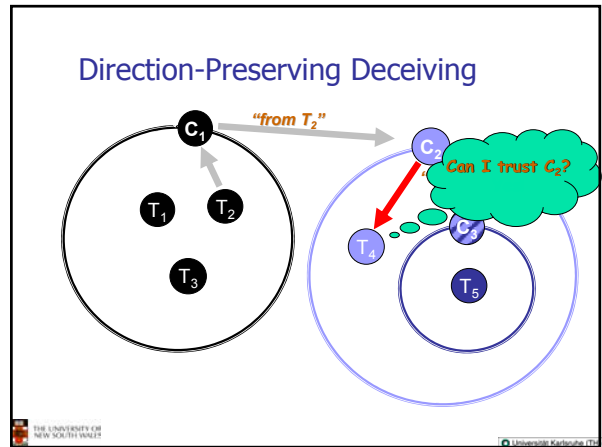 Direction-Preserving Deceiving
C₁
"from T₂"
C₂
Can I trust C₂?
T₁
T₂
C₃
T₄
T₃
T₅
THE UNIVERSITY OF
NEW SOUTH WALES
Universität Karlsruhe (TH